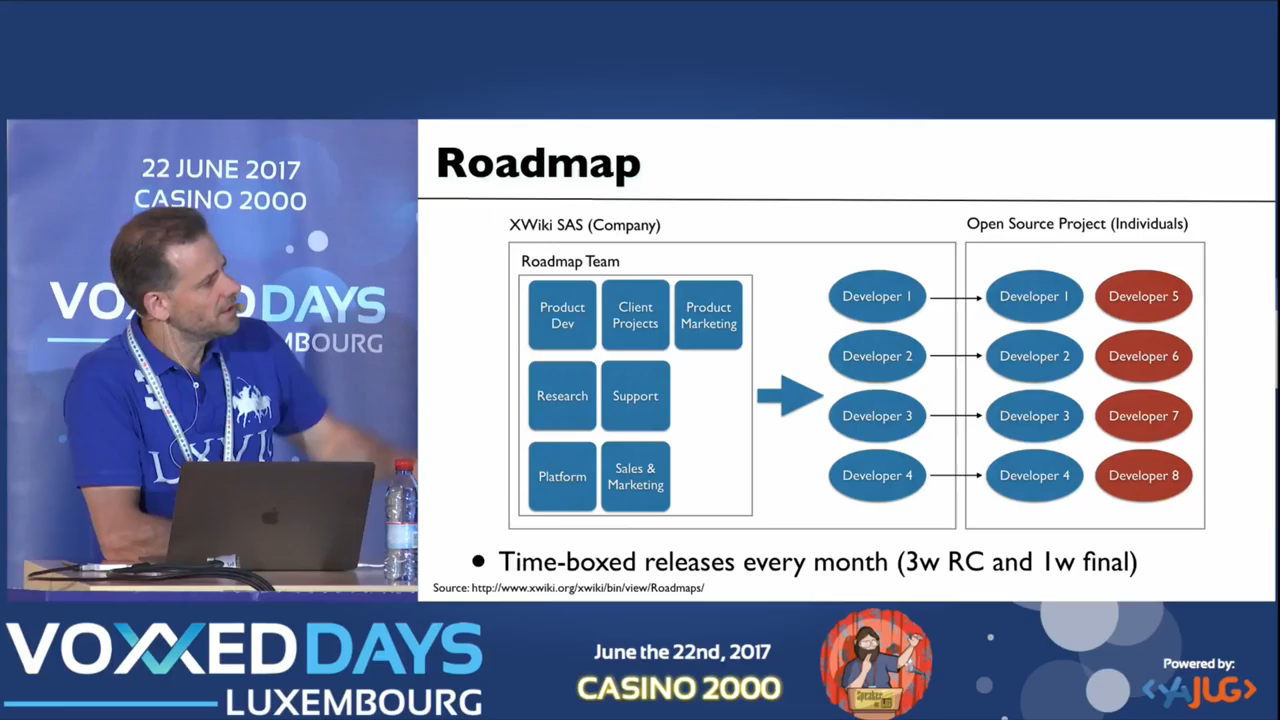 22 JUNE 2017
CASINO 2000
VOXXEDDAYS
LUXEMBOURG
Roadmap
XWiki SAS (Company)
Open Source Project (Individuals)
Roadmap Team
Product Dev
Client Projects
Product Marketing
Research
Support
Platform
Sales & Marketing
Developer 1
Developer 2
Developer 3
Developer 4
Developer 1
Developer 5
Developer 2
Developer 6
Developer 3
Developer 7
Developer 4
Developer 8
• Time-boxed releases every month (3w RC and 1w final)
Source: http://www.xwiki.org/xwiki/bin/view/Roadmaps/
VOXXEDDAYS
LUXEMBOURG
June the 22nd, 2017
CASINO 2000
Speaker
Powered by:
YAJUG